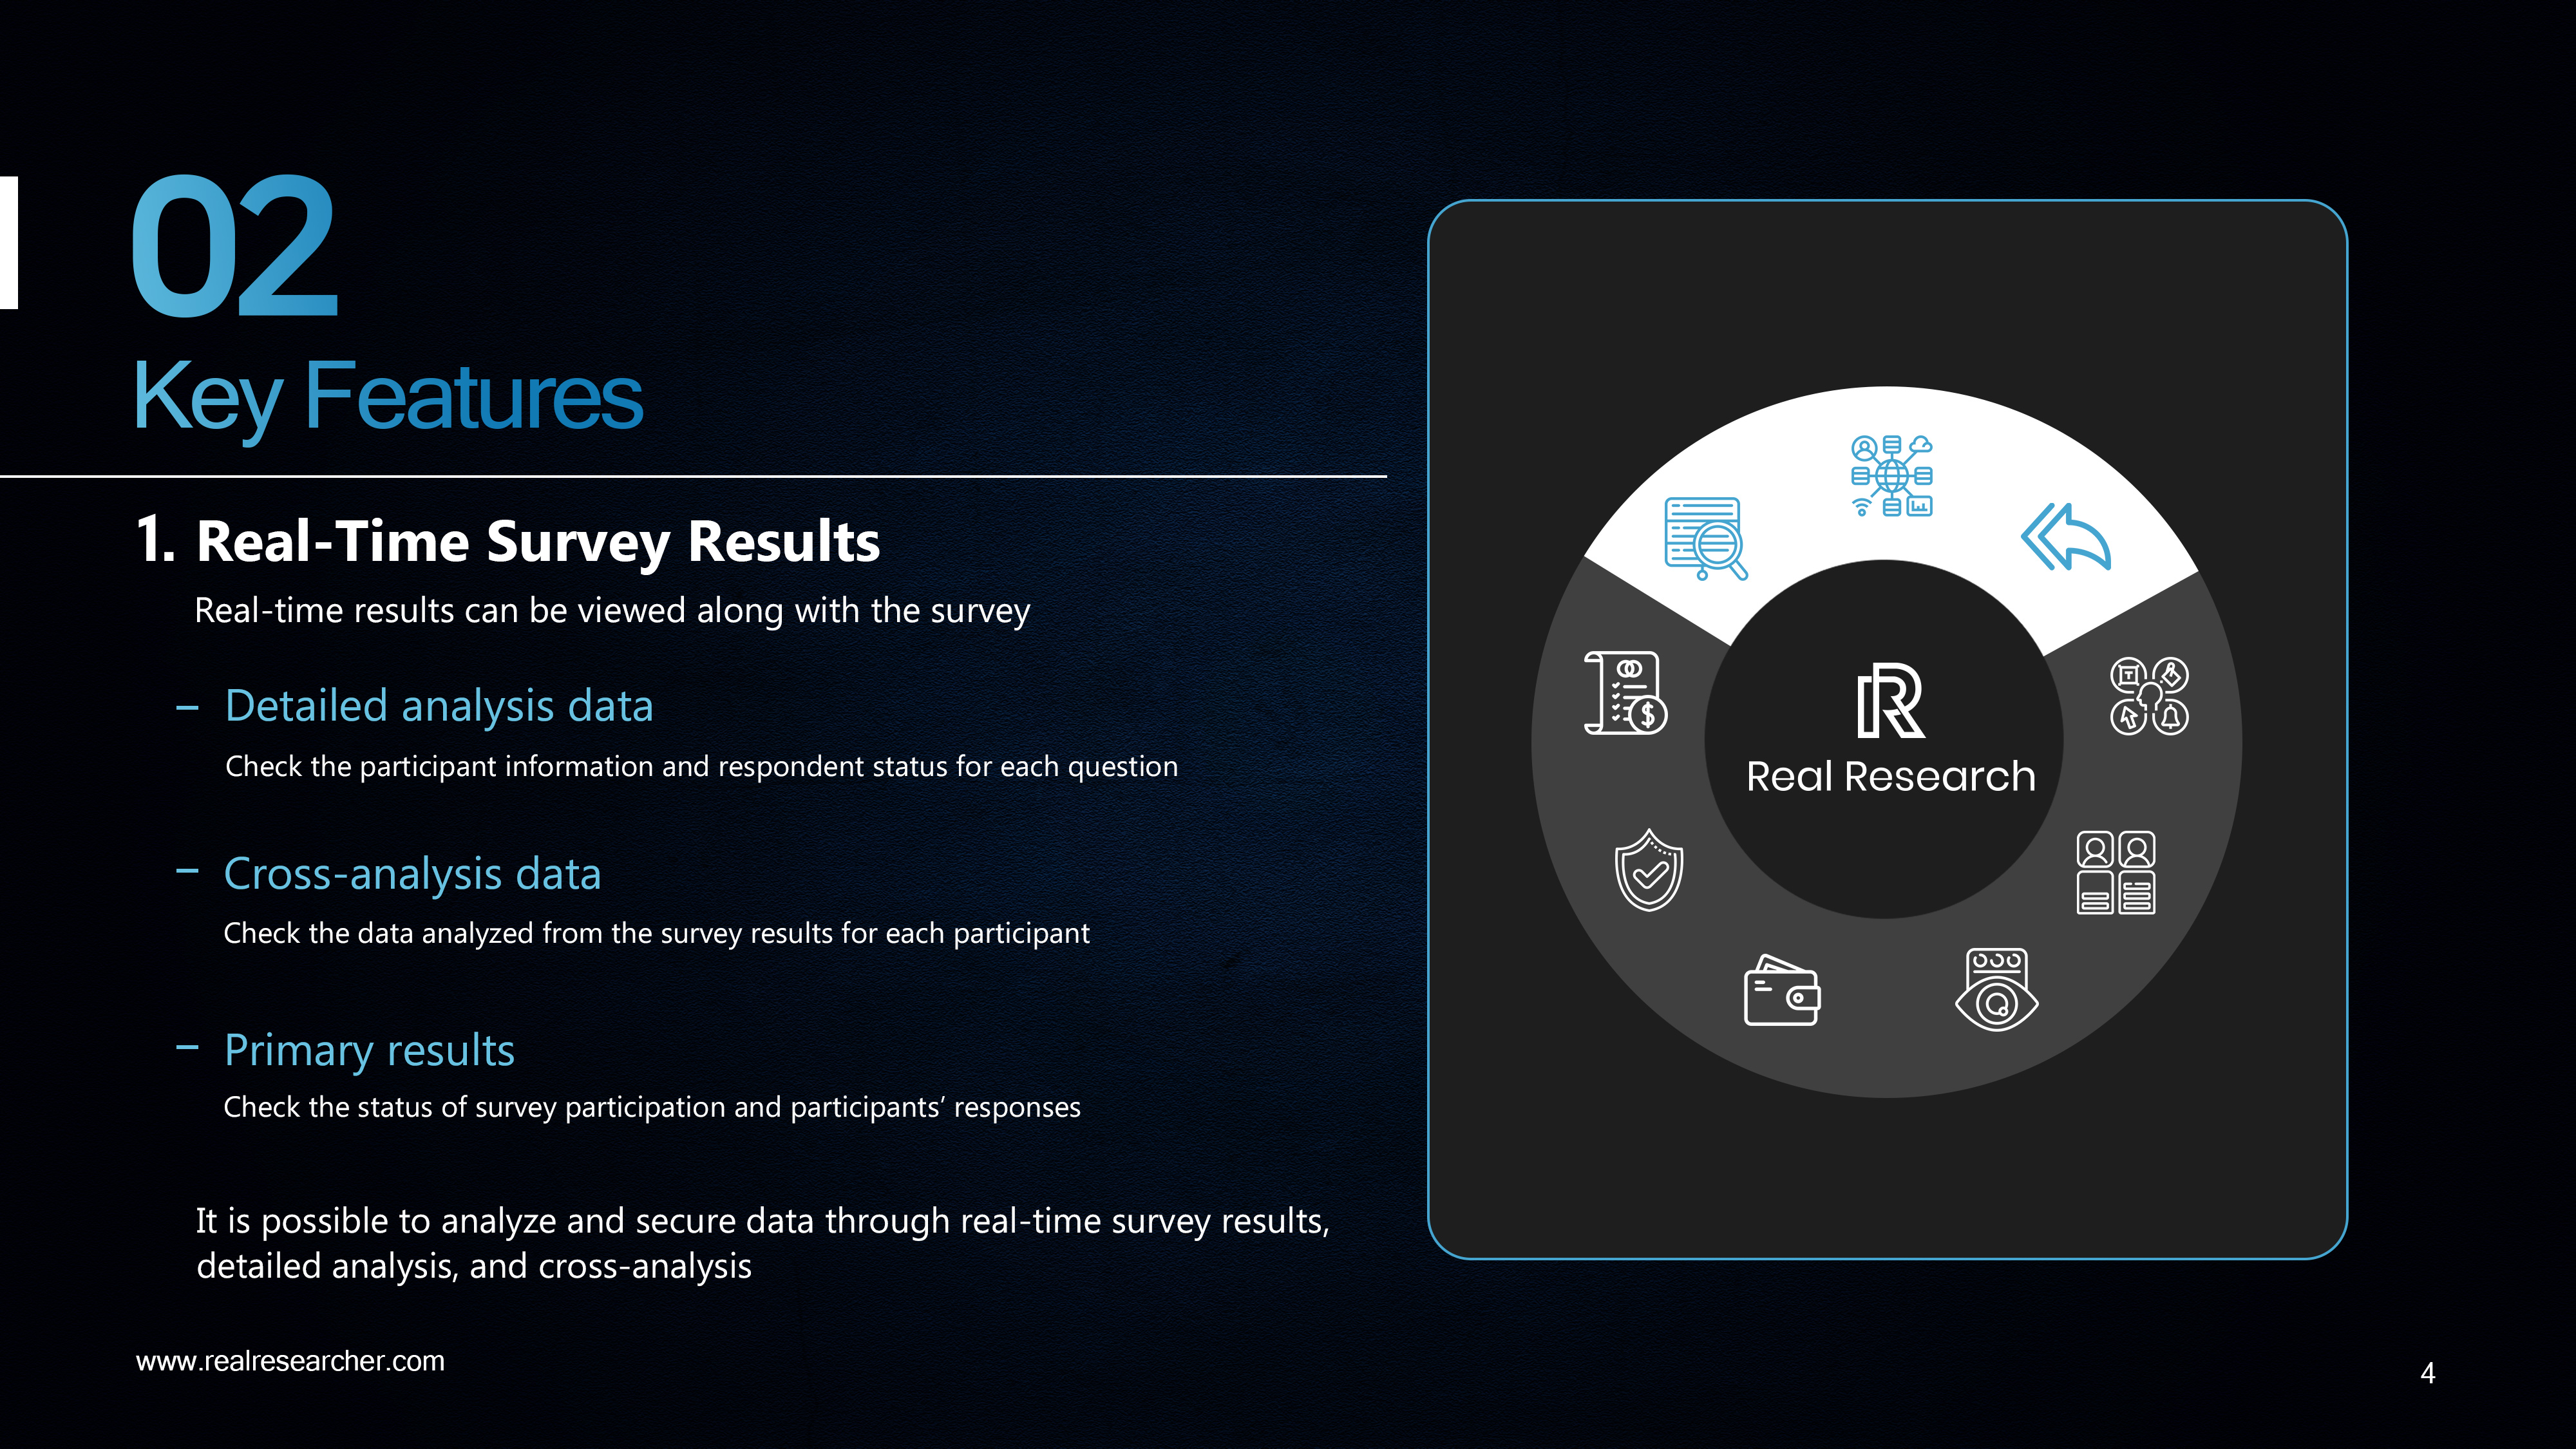 02
Key Features
1. Real-Time Survey Results
Real-time results can be viewed along with the survey
– Detailed analysis data
Check the participant information and respondent status for each question
– Cross-analysis data
Check the data analyzed from the survey results for each participant
– Primary results
Check the status of survey participation and participants’ responses
It is possible to analyze and secure data through real-time survey results,
detailed analysis, and cross-analysis
Real Research
www.realresearcher.com
4